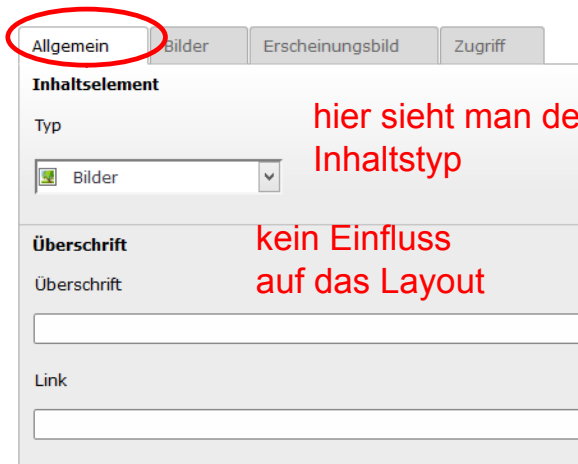 Allgemein Bilder Erscheinungsbild Zugriff
Inhaltselement
Typ
hier sieht man de
Inhaltstyp
Bilder
Überschrift
kein Einfluss
Überschrift
auf das Layout
Link